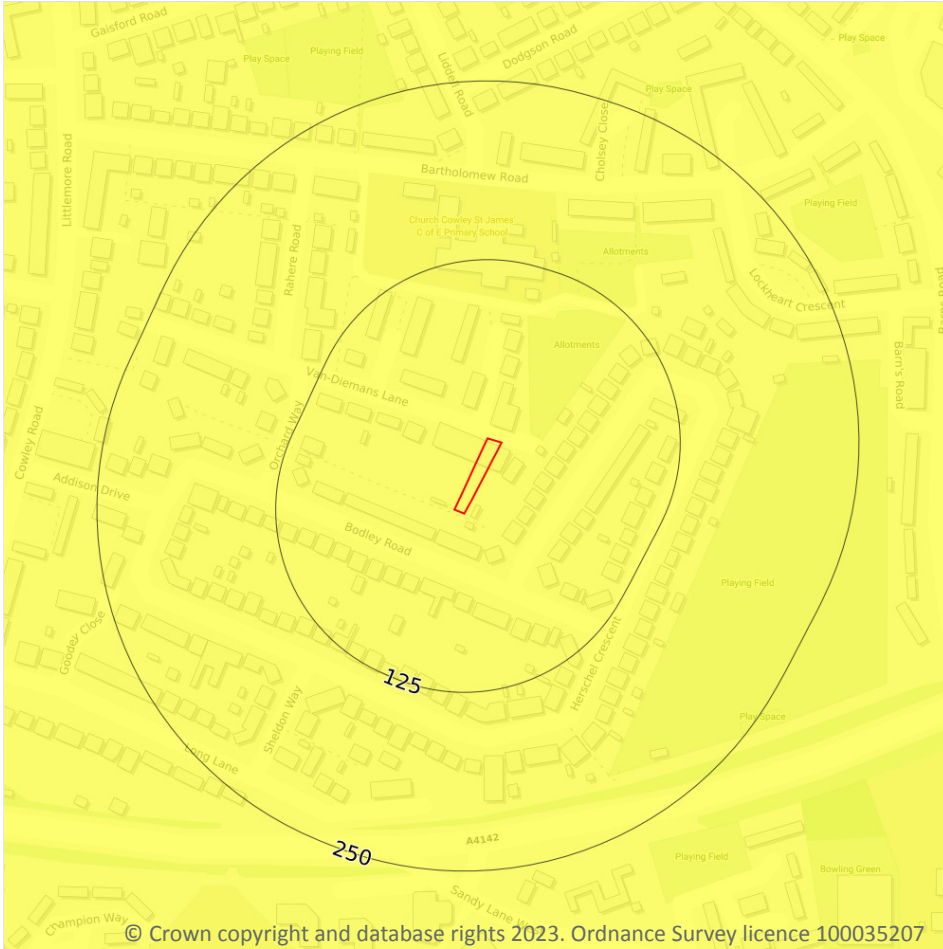 Gaisford Road
Play Space
Playing Field
Liddell Road
Dodgson Road
Play Space
Play Space
Littlemore Road
Bartholomew Road
Cholsey Close
Playing Field
Church Cowley St James
C of E Primary School
Allotments
Rahere Road
Lockheart Crescent
Barns Road
Allotments
Van-Diemans Lane
Barn's Road
Orchard Way
Cowley Road
Addison Drive
Bodley Road
Playing Field
Goodey Close
Herschel Crescent
125
Sheldon Way
Play Space
Long Lane
A4142
250
Playing Field
Bowling Green
Champion Way
Sandy Lane W
© Crown copyright and database rights 2023. Ordnance Survey licence 100035207